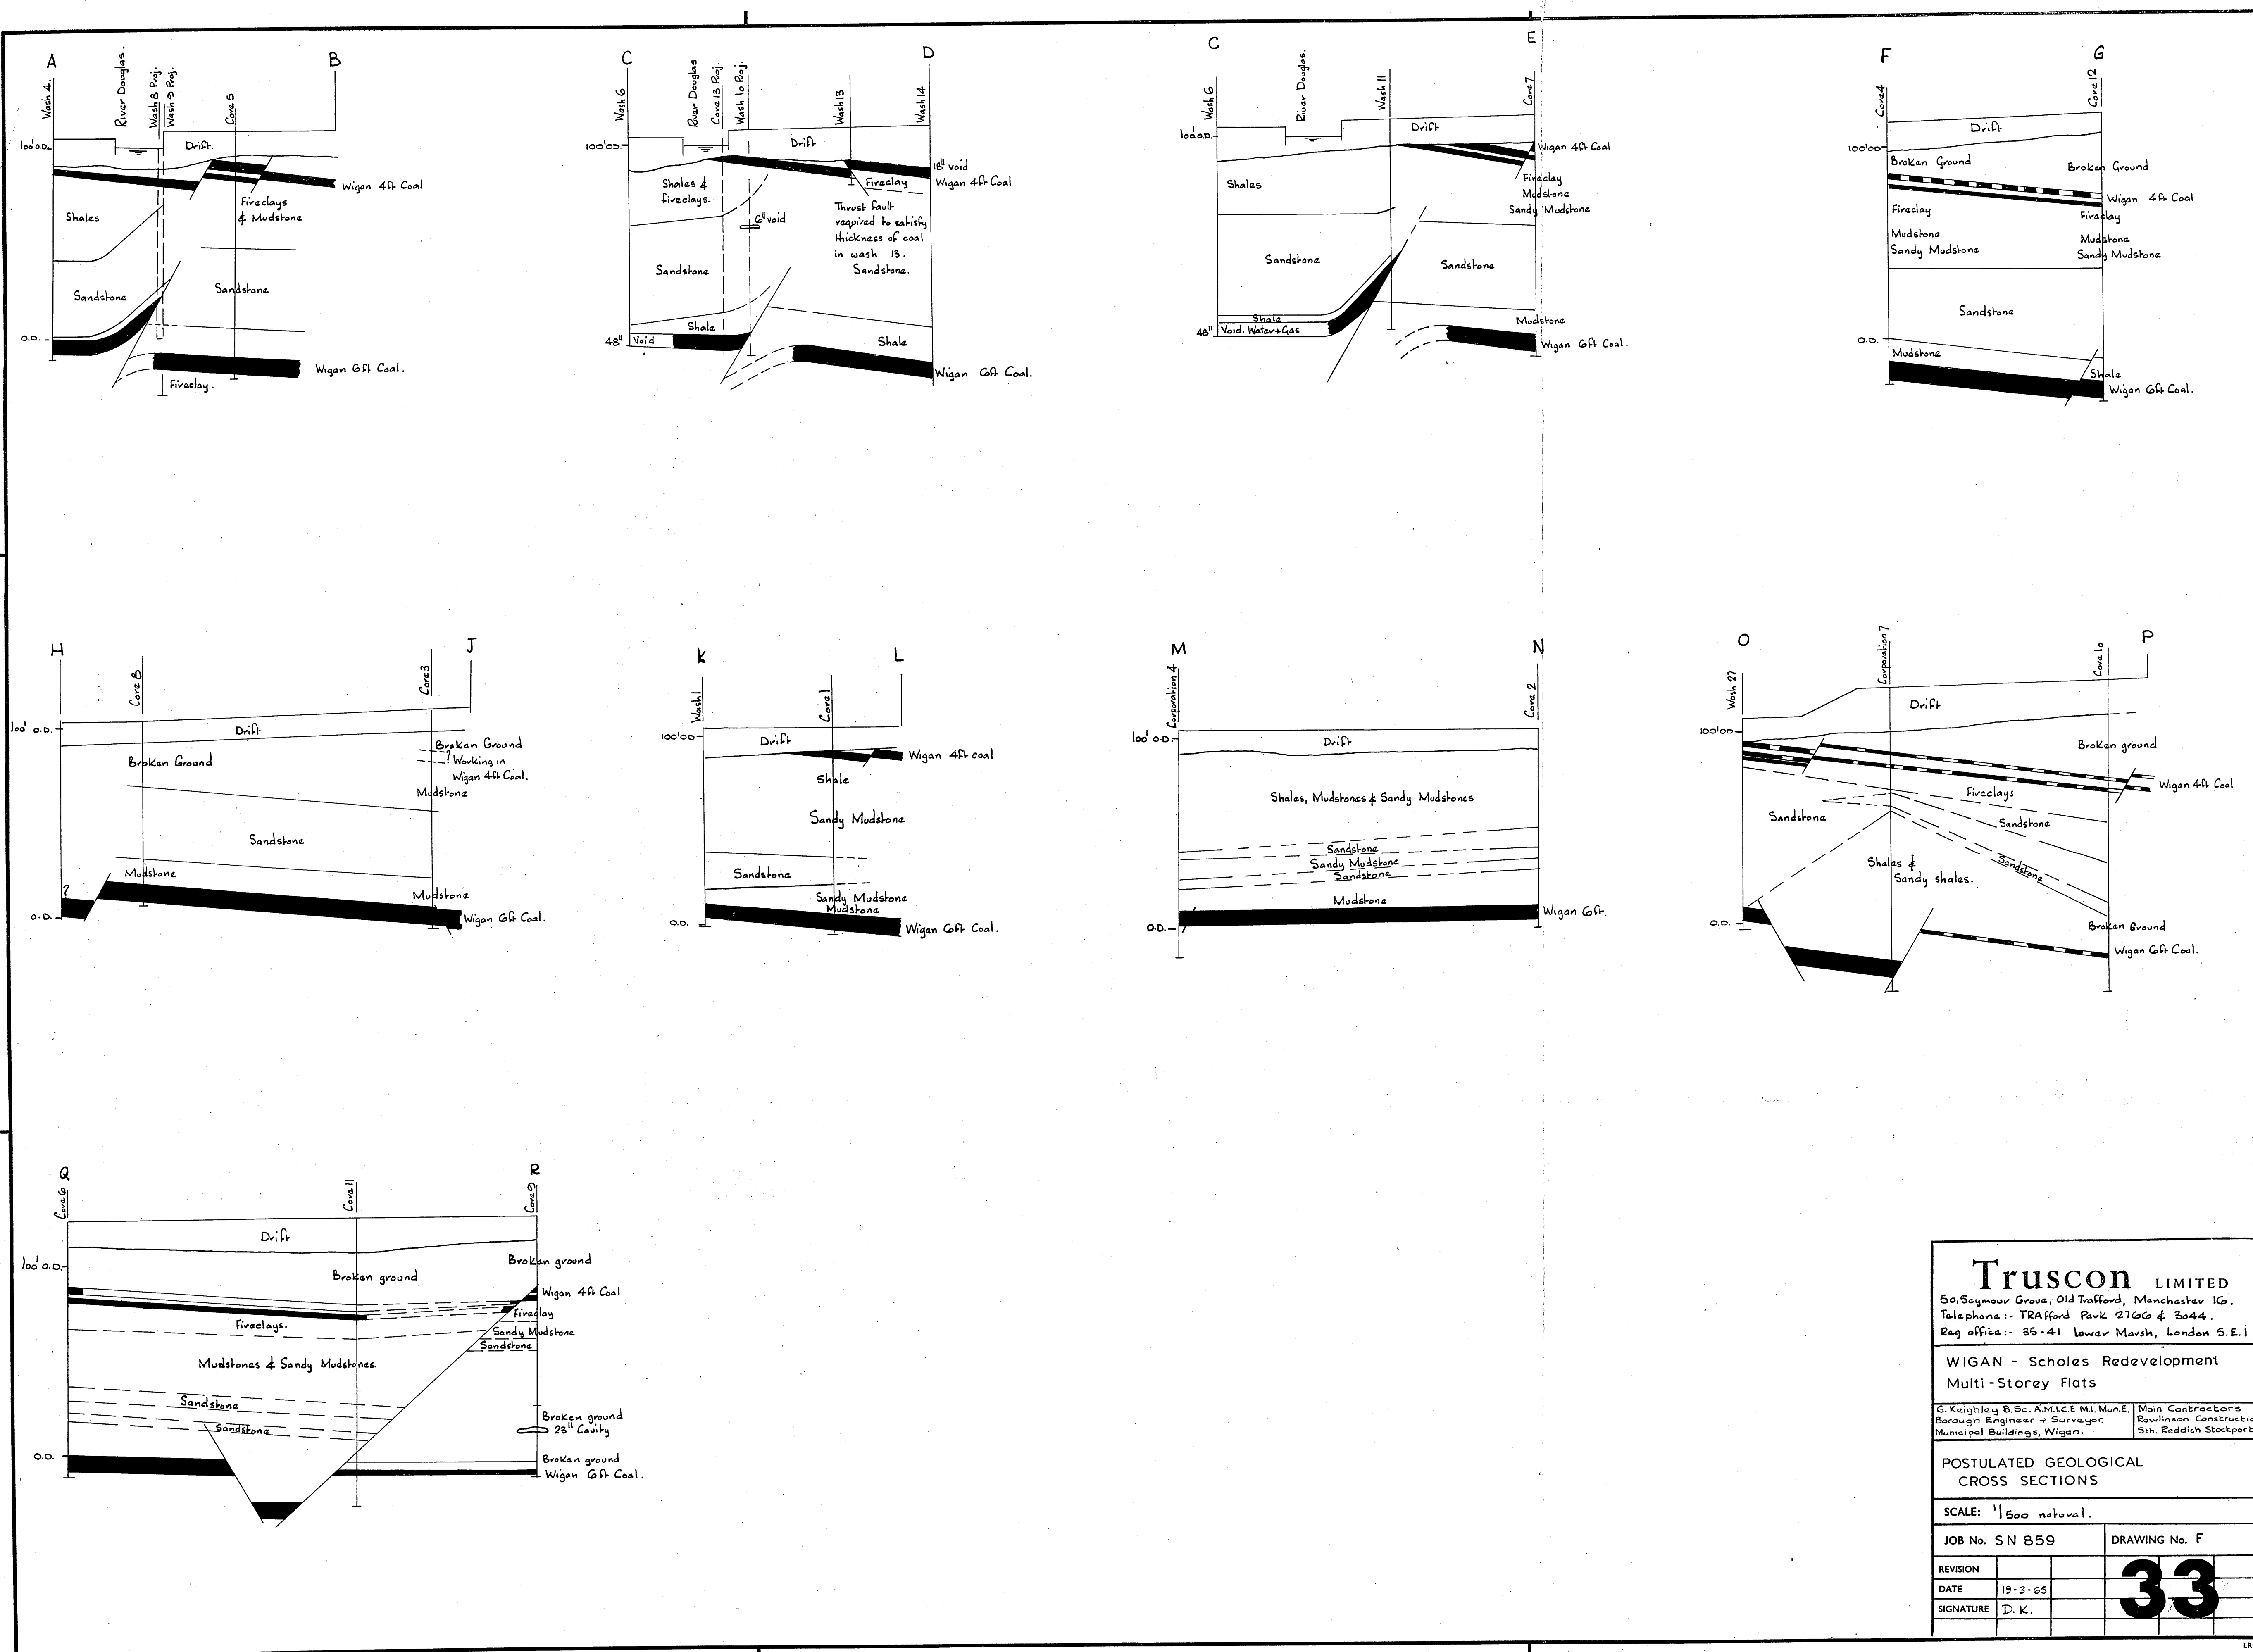 A
B
Wash 4.
River Douglas.
Wash 8 Proj.
Wash 9 Proj.
Core 5
100'O.D.
Drift.
Wigan 4ft Coal
Fireclays
& Mudstone
Shales
Sandstone
Sandstone
O.D.
Wigan 6ft Coal.
Fireclay.
C
D
Wash 6
River Douglas
Core 13 Proj.
Wash 10 Proj.
Wash 13
Wash 14
100'OD.
Drift
18" void
Wigan 4ft Coal
Shales &
fireclays.
Fireclay
6" void
Thrust fault
required to satisfy
thickness of coal
in wash 13.
Sandstone
Sandstone.
Shale
48" Void
Shale
Wigan 6ft Coal.
C
E
Wash 6
River Douglas.
Wash 11
Core 7
100'O.D.
Drift
Wigan 4ft Coal
Shales
Fireclay
Mudstone
Sandy Mudstone
Sandstone
Sandstone
Shale
48" Void. Water+Gas
Mudstone
Wigan 6ft Coal.
F
G
Core 4
Core 12
100'OD
Drift
Broken Ground
Broken Ground
Wigan 4ft Coal
Fireclay
Fireclay
Mudstone
Mudstone
Sandy Mudstone
Sandy Mudstone
Sandstone
O.D.
Mudstone
Shale
Wigan 6ft Coal.
H
J
Core 8
Core 3
100' O.D.
Drift
Broken Ground
Broken Ground
? Working in
Wigan 4ft Coal.
Mudstone
Sandstone
Mudstone
?
Mudstone
O.D.
Wigan 6ft Coal.
K
L
Wash 1
Core 1
100'OD
Drift
Wigan 4ft coal
Shale
Sandy Mudstone
Sandstone
Sandy Mudstone
Mudstone
O.D.
Wigan 6ft Coal.
M
N
Corporation 4
Core 2
100' O.D.
Drift
Shales, Mudstones & Sandy Mudstones
Sandstone
Sandy Mudstone
Sandstone
Mudstone
Wigan 6ft.
O.D.
O
P
Wash 27
Corporation 7
Core 10
Drift
100'OD
Broken ground
Wigan 4ft Coal
Fireclays
Sandstone
Sandstone
Shales &
Sandy shales.
Sandstone
O.D.
Broken Ground
Wigan 6ft Coal.
Q
R
Core 6
Core 11
Core 9
Drift
100' O.D.
Broken ground
Broken ground
Wigan 4ft Coal
Fireclay
Fireclays.
Sandy Mudstone
Sandstone
Mudstones & Sandy Mudstones.
Sandstone
Sandstone
Broken ground
28" Cavity
O.D.
Broken ground
Wigan 6ft Coal.
Truscon LIMITED
50, Seymour Grove, Old Trafford, Manchester 16.
Telephone:- TRAfford Park 2766 & 3044.
Reg office:- 35-41 Lower Marsh, London S.E.1
WIGAN - Scholes Redevelopment
Multi-Storey Flats
G. Keighley B.Sc. A.M.I.C.E. M.I. Mun.E.
Borough Engineer & Surveyor.
Municipal Buildings, Wigan.
Main Contractors
Rowlinson Constructio
Sth. Reddish Stockport
POSTULATED GEOLOGICAL
CROSS SECTIONS
SCALE: 1/500 natural.
JOB No. SN 859
DRAWING No. F
33
REVISION
DATE 19-3-65
SIGNATURE D. K.
LR